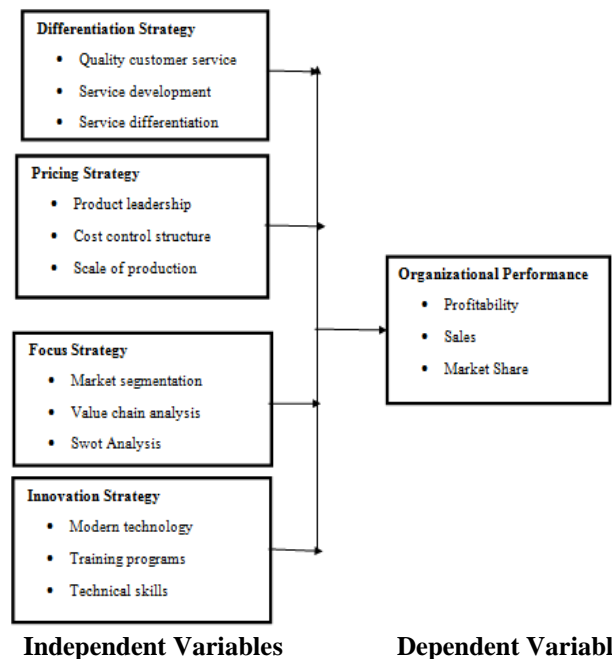 Differentiation Strategy
• Quality customer service
• Service development
• Service differentiation
Pricing Strategy
• Product leadership
• Cost control structure
• Scale of production
Focus Strategy
• Market segmentation
• Value chain analysis
• Swot Analysis
Innovation Strategy
• Modern technology
• Training programs
• Technical skills
Organizational Performance
• Profitability
• Sales
• Market Share
Independent Variables
Dependent Variabl